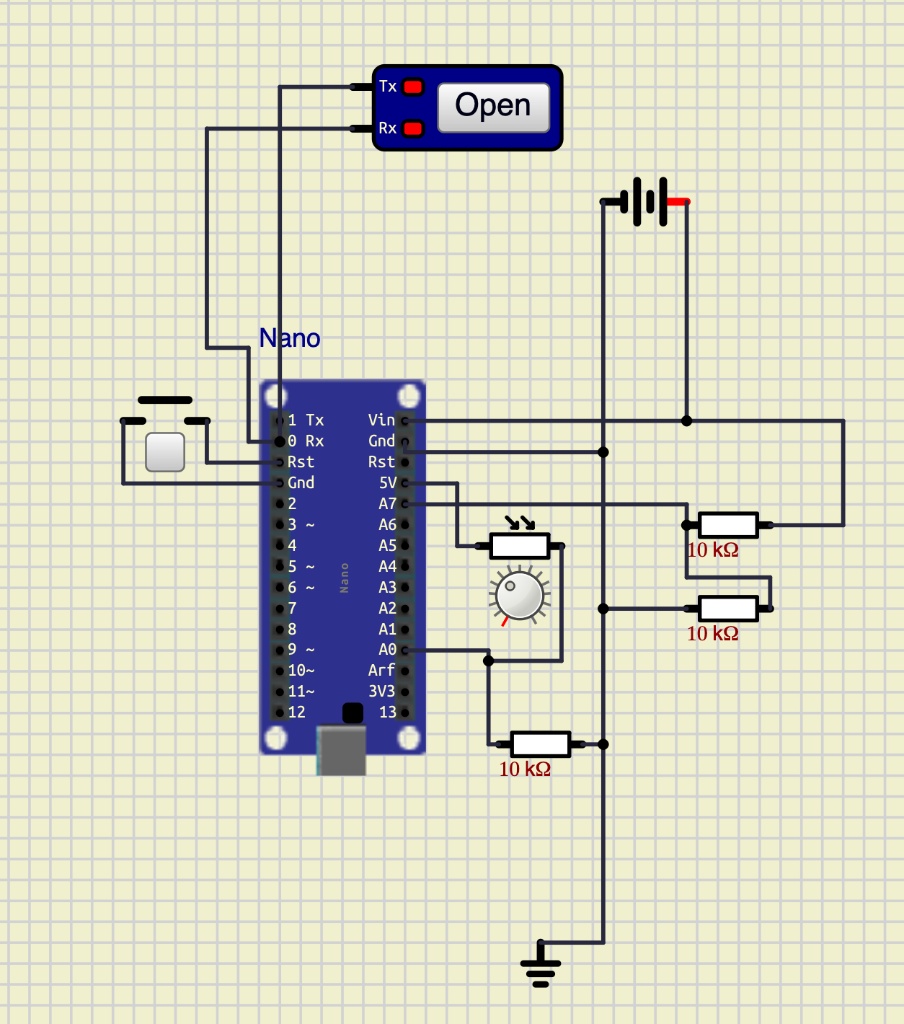 Tx
Open
Rx
Nano
1 Tx Vin
0 Rx Gnd
Rst Rst
Gnd 5V
2 A7
3 ~ A6
4 A5
5 ~ A4
6 ~ A3
7 A2
8 A1
9 ~ A0
10~ Arf
11~ 3V3
12 13
Nano
10 kΩ
10 kΩ
10 kΩ